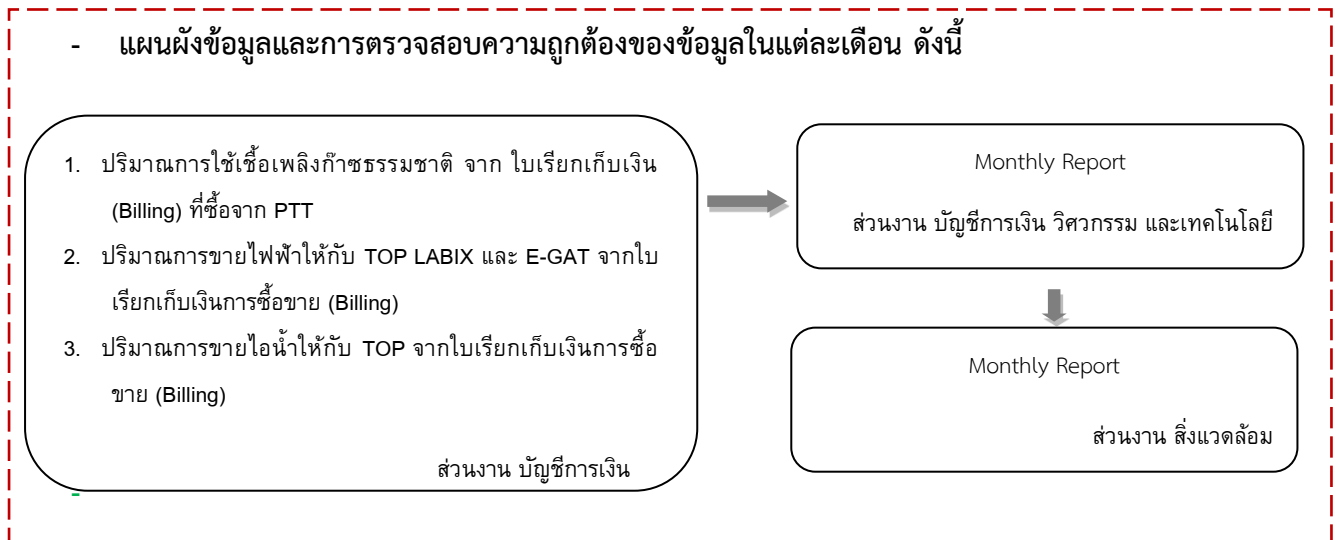 - แผนผังข้อมูลและการตรวจสอบความถูกต้องของข้อมูลในแต่ละเดือน ดังนี้
1. ปริมาณการใช้เชื้อเพลิงก๊าซธรรมชาติ จาก ใบเรียกเก็บเงิน
(Billing) ที่ซื้อจาก PTT
2. ปริมาณการขายไฟฟ้าให้กับ TOP LABIX และ E-GAT จากใบ
เรียกเก็บเงินการซื้อขาย (Billing)
3. ปริมาณการขายไอน้ำให้กับ TOP จากใบเรียกเก็บเงินการซื้อ
ขาย (Billing)
ส่วนงาน บัญชีการเงิน
-
Monthly Report
ส่วนงาน บัญชีการเงิน วิศวกรรม และเทคโนโลยี
Monthly Report
ส่วนงาน สิ่งแวดล้อม